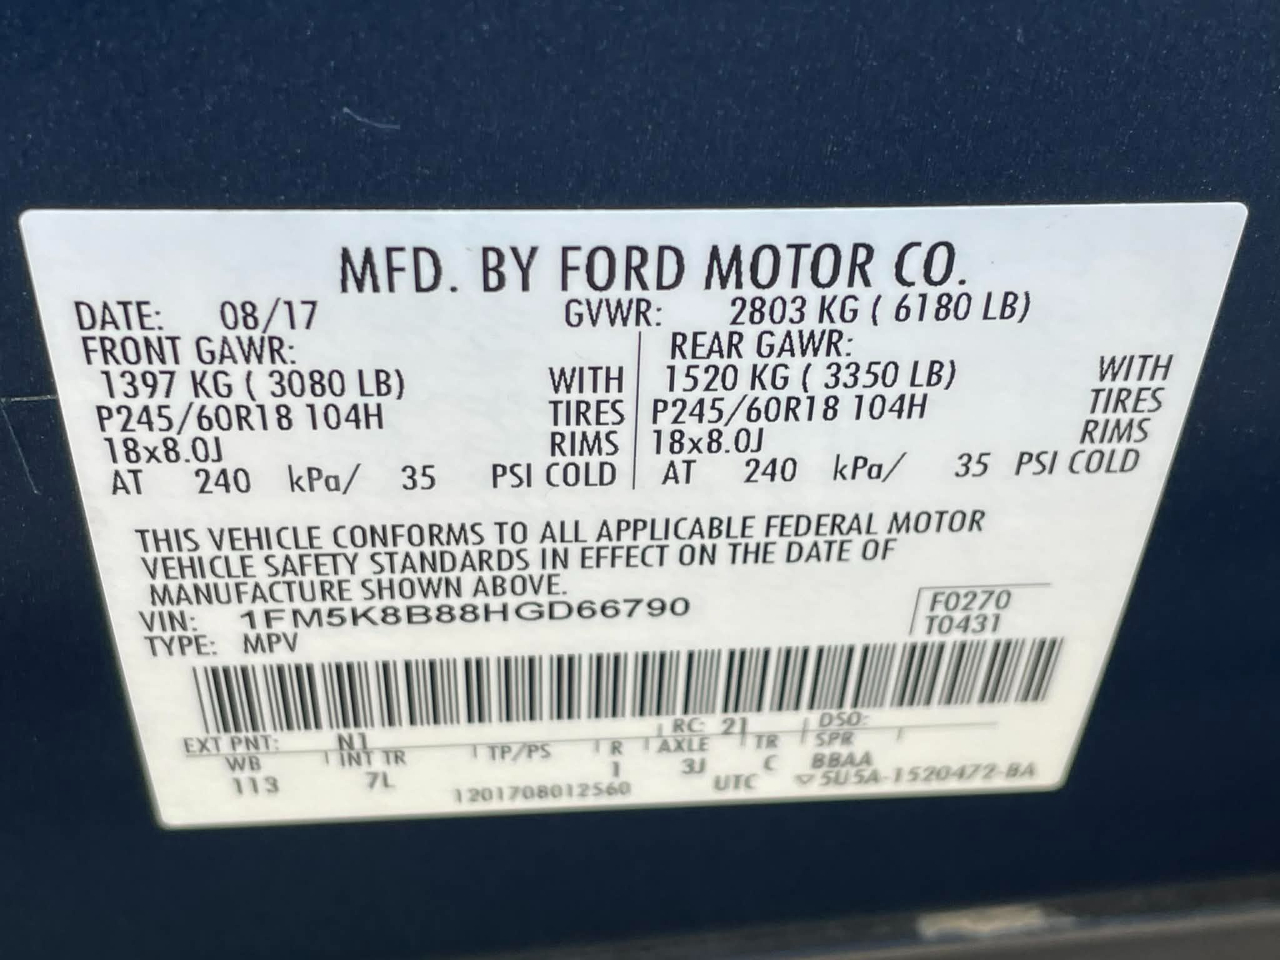 MFD. BY FORD MOTOR CO.
DATE: 08/17 GVWR: 2803 KG ( 6180 LB)
FRONT GAWR: REAR GAWR:
1397 KG ( 3080 LB) WITH 1520 KG ( 3350 LB) WITH
P245/60R18 104H TIRES P245/60R18 104H TIRES
18x8.0J RIMS 18x8.0J RIMS
AT 240 kPa/ 35 PSI COLD AT 240 kPa/ 35 PSI COLD
THIS VEHICLE CONFORMS TO ALL APPLICABLE FEDERAL MOTOR
VEHICLE SAFETY STANDARDS IN EFFECT ON THE DATE OF
MANUFACTURE SHOWN ABOVE.
VIN: 1FM5K8B88HGD66790 F0270
TYPE: MPV T0431
EXT PNT: N1 RC: 21 DSO:
WB INT TR TP/PS R AXLE TR SPR
113 7L 1 3J C BBAA
1201708012560 UTC ▽5U5A-1520472-BA